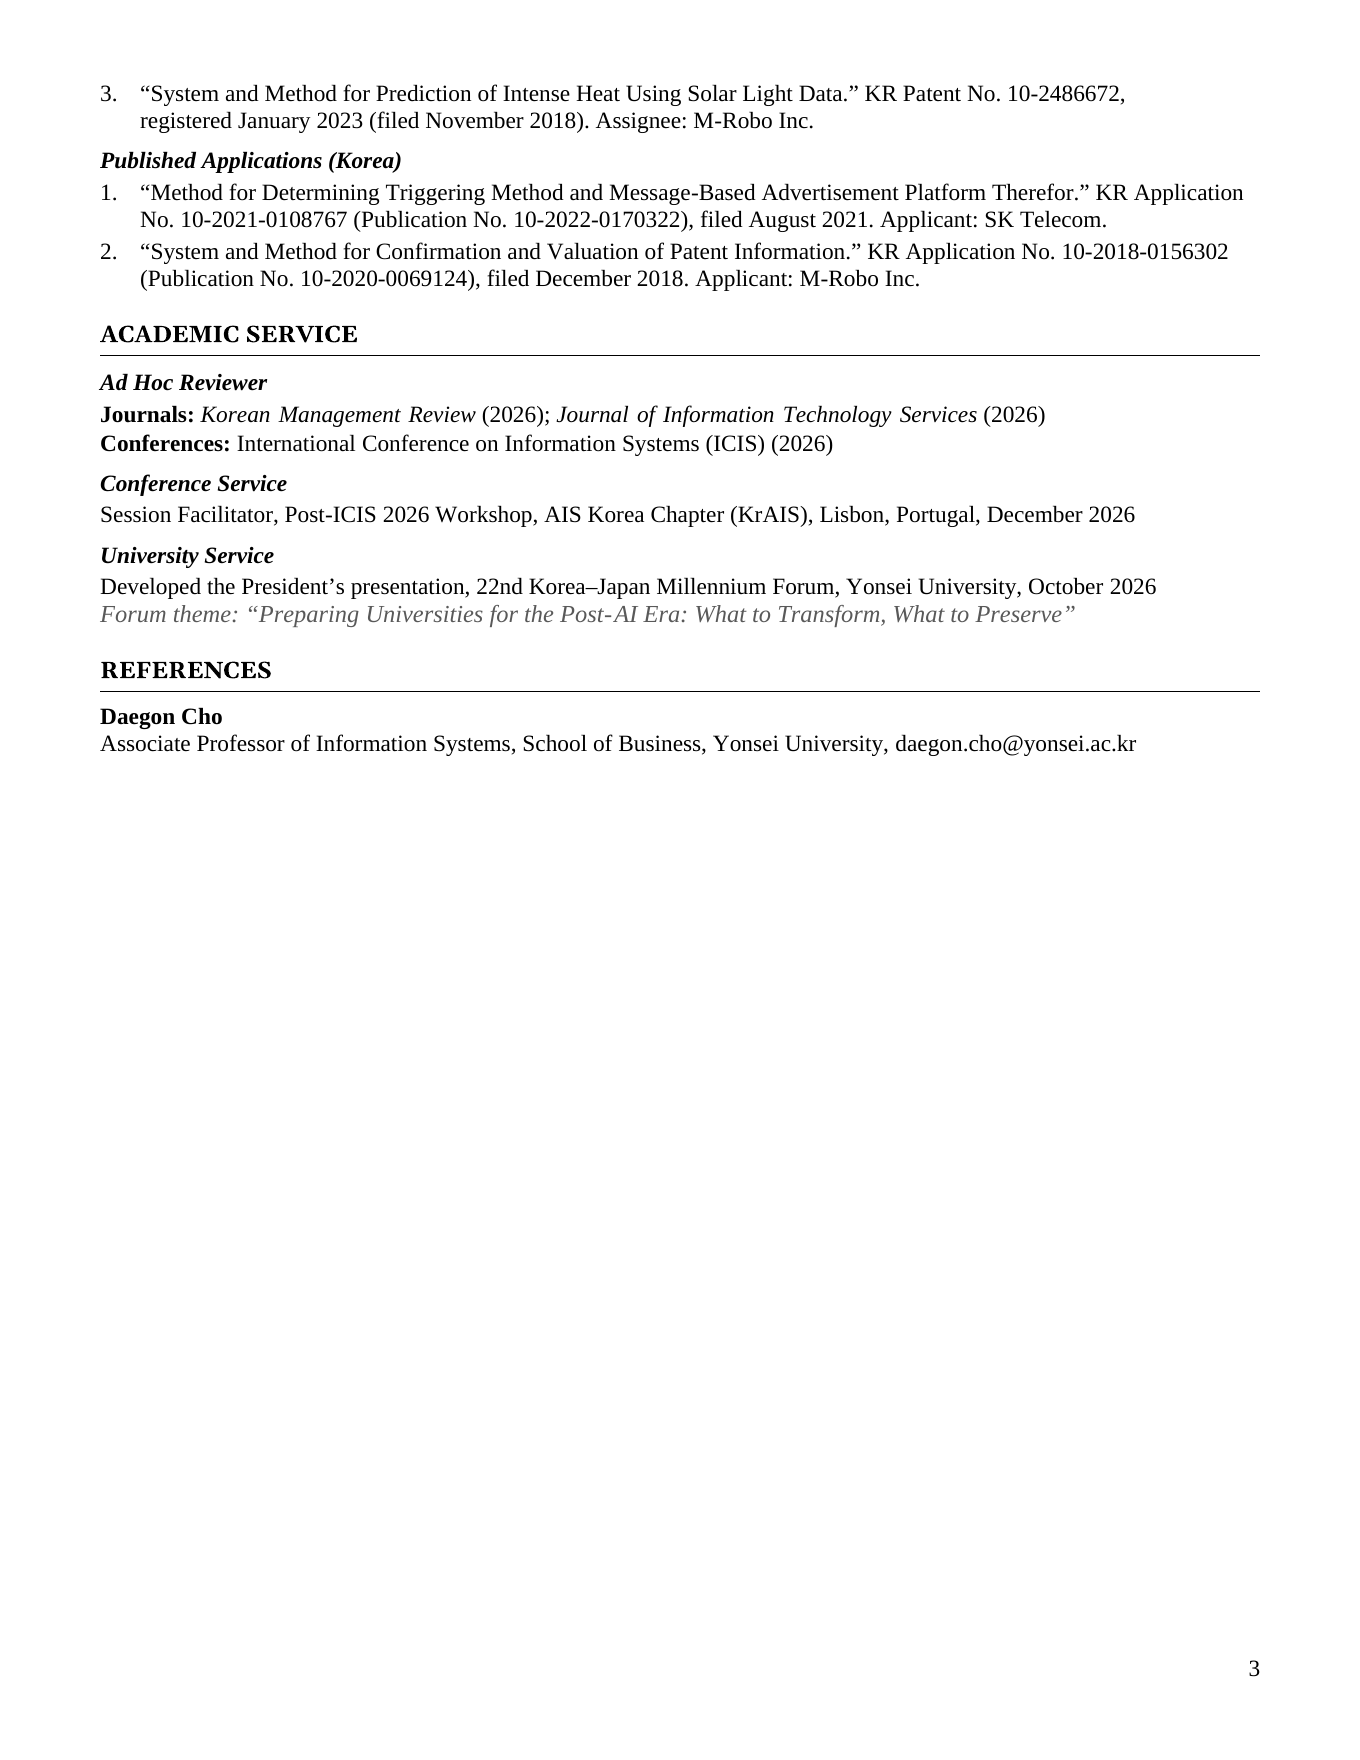 3. “System and Method for Prediction of Intense Heat Using Solar Light Data.” KR Patent No. 10-2486672,
registered January 2023 (filed November 2018). Assignee: M-Robo Inc.
Published Applications (Korea)
1. “Method for Determining Triggering Method and Message-Based Advertisement Platform Therefor.” KR Application
No. 10-2021-0108767 (Publication No. 10-2022-0170322), filed August 2021. Applicant: SK Telecom.
2. “System and Method for Confirmation and Valuation of Patent Information.” KR Application No. 10-2018-0156302
(Publication No. 10-2020-0069124), filed December 2018. Applicant: M-Robo Inc.
ACADEMIC SERVICE
Ad Hoc Reviewer
Journals: Korean Management Review (2026); Journal of Information Technology Services (2026)
Conferences: International Conference on Information Systems (ICIS) (2026)
Conference Service
Session Facilitator, Post-ICIS 2026 Workshop, AIS Korea Chapter (KrAIS), Lisbon, Portugal, December 2026
University Service
Developed the President’s presentation, 22nd Korea–Japan Millennium Forum, Yonsei University, October 2026
Forum theme: “Preparing Universities for the Post-AI Era: What to Transform, What to Preserve”
REFERENCES
Daegon Cho
Associate Professor of Information Systems, School of Business, Yonsei University, daegon.cho@yonsei.ac.kr
3